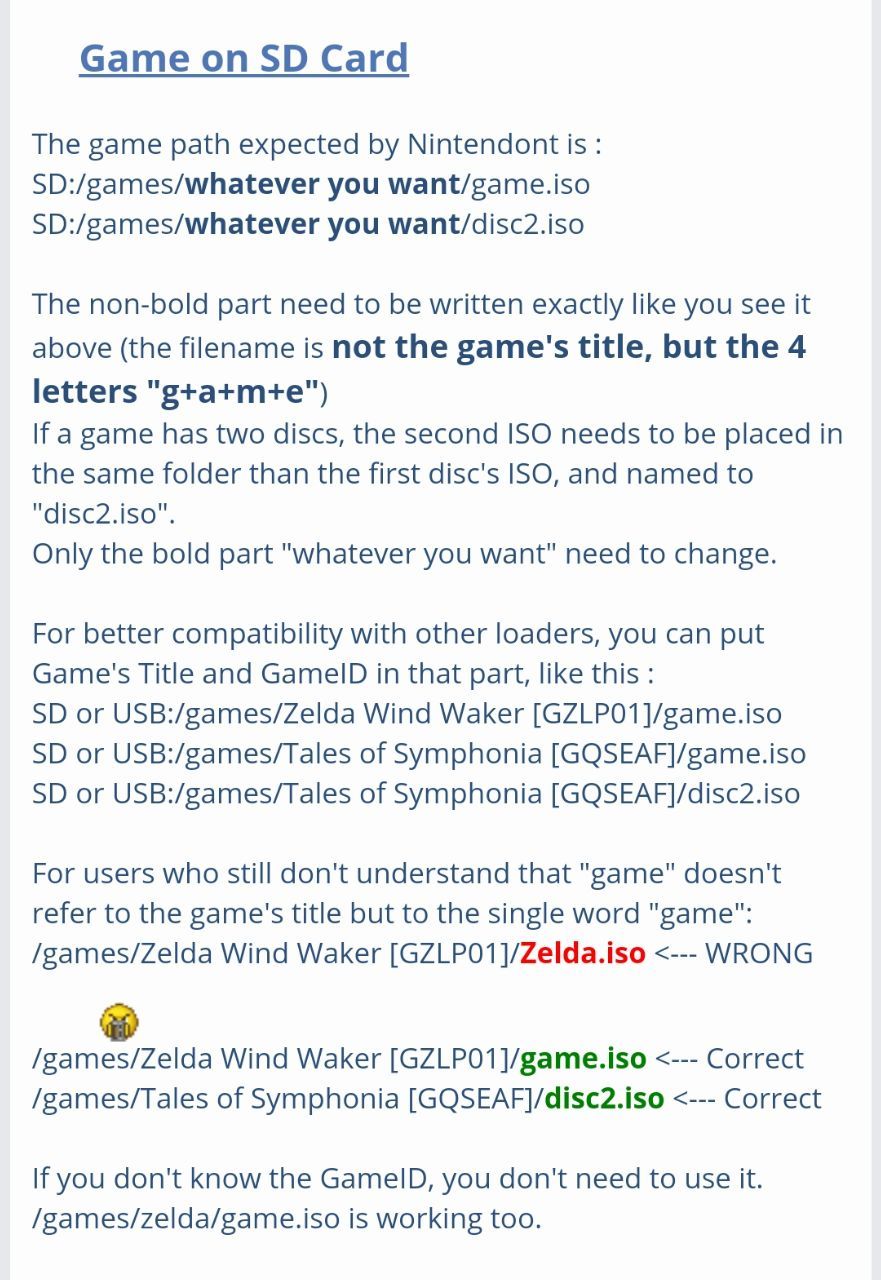 Game on SD Card
The game path expected by Nintendont is :
SD:/games/whatever you want/game.iso
SD:/games/whatever you want/disc2.iso
The non-bold part need to be written exactly like you see it
above (the filename is not the game's title, but the 4
letters "g+a+m+e")
If a game has two discs, the second ISO needs to be placed in
the same folder than the first disc's ISO, and named to
"disc2.iso".
Only the bold part "whatever you want" need to change.
For better compatibility with other loaders, you can put
Game's Title and GameID in that part, like this :
SD or USB:/games/Zelda Wind Waker [GZLP01]/game.iso
SD or USB:/games/Tales of Symphonia [GQSEAF]/game.iso
SD or USB:/games/Tales of Symphonia [GQSEAF]/disc2.iso
For users who still don't understand that "game" doesn't
refer to the game's title but to the single word "game":
/games/Zelda Wind Waker [GZLP01]/Zelda.iso <--- WRONG
/games/Zelda Wind Waker [GZLP01]/game.iso <--- Correct
/games/Tales of Symphonia [GQSEAF]/disc2.iso <--- Correct
If you don't know the GameID, you don't need to use it.
/games/zelda/game.iso is working too.